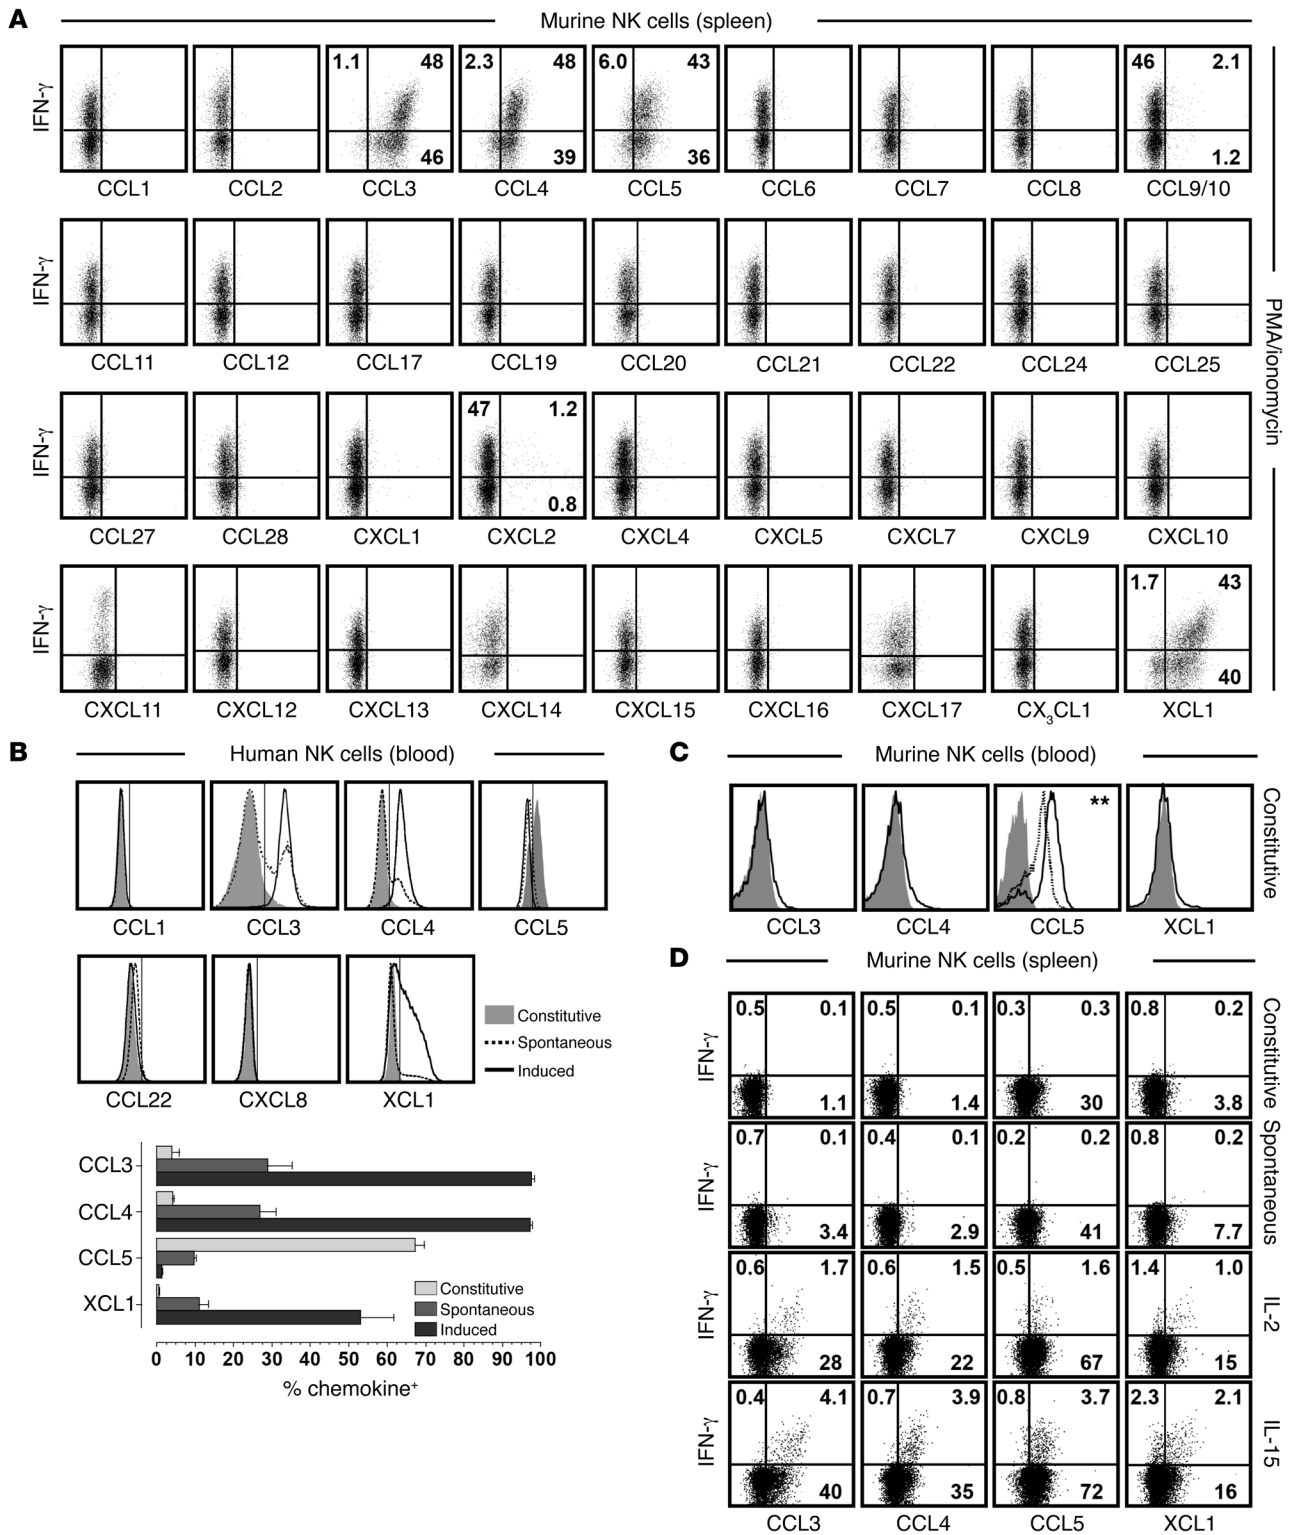 A
Murine NK cells (spleen)
IFN-γ
1.1 48 46
2.3 48 39
6.0 43 36
46 2.1 1.2
CCL1 CCL2 CCL3 CCL4 CCL5 CCL6 CCL7 CCL8 CCL9/10
IFN-γ
CCL11 CCL12 CCL17 CCL19 CCL20 CCL21 CCL22 CCL24 CCL25
PMA/ionomycin
IFN-γ
47 1.2 0.8
CCL27 CCL28 CXCL1 CXCL2 CXCL4 CXCL5 CXCL7 CXCL9 CXCL10
IFN-γ
1.7 43 40
CXCL11 CXCL12 CXCL13 CXCL14 CXCL15 CXCL16 CXCL17 CX₃CL1 XCL1
B
Human NK cells (blood)
CCL1 CCL3 CCL4 CCL5
CCL22 CXCL8 XCL1
Constitutive
Spontaneous
Induced
CCL3
CCL4
CCL5
XCL1
Constitutive
Spontaneous
Induced
0 10 20 30 40 50 60 70 80 90 100
% chemokine⁺
C
Murine NK cells (blood)
**
Constitutive
CCL3 CCL4 CCL5 XCL1
D
Murine NK cells (spleen)
IFN-γ
0.5 0.1 0.5 0.1 0.3 0.3 0.8 0.2
1.1 1.4 30 3.8
Constitutive
IFN-γ
0.7 0.1 0.4 0.1 0.2 0.2 0.8 0.2
3.4 2.9 41 7.7
Spontaneous
IFN-γ
0.6 1.7 0.6 1.5 0.5 1.6 1.4 1.0
28 22 67 15
IL-2
IFN-γ
0.4 4.1 0.7 3.9 0.8 3.7 2.3 2.1
40 35 72 16
IL-15
CCL3 CCL4 CCL5 XCL1